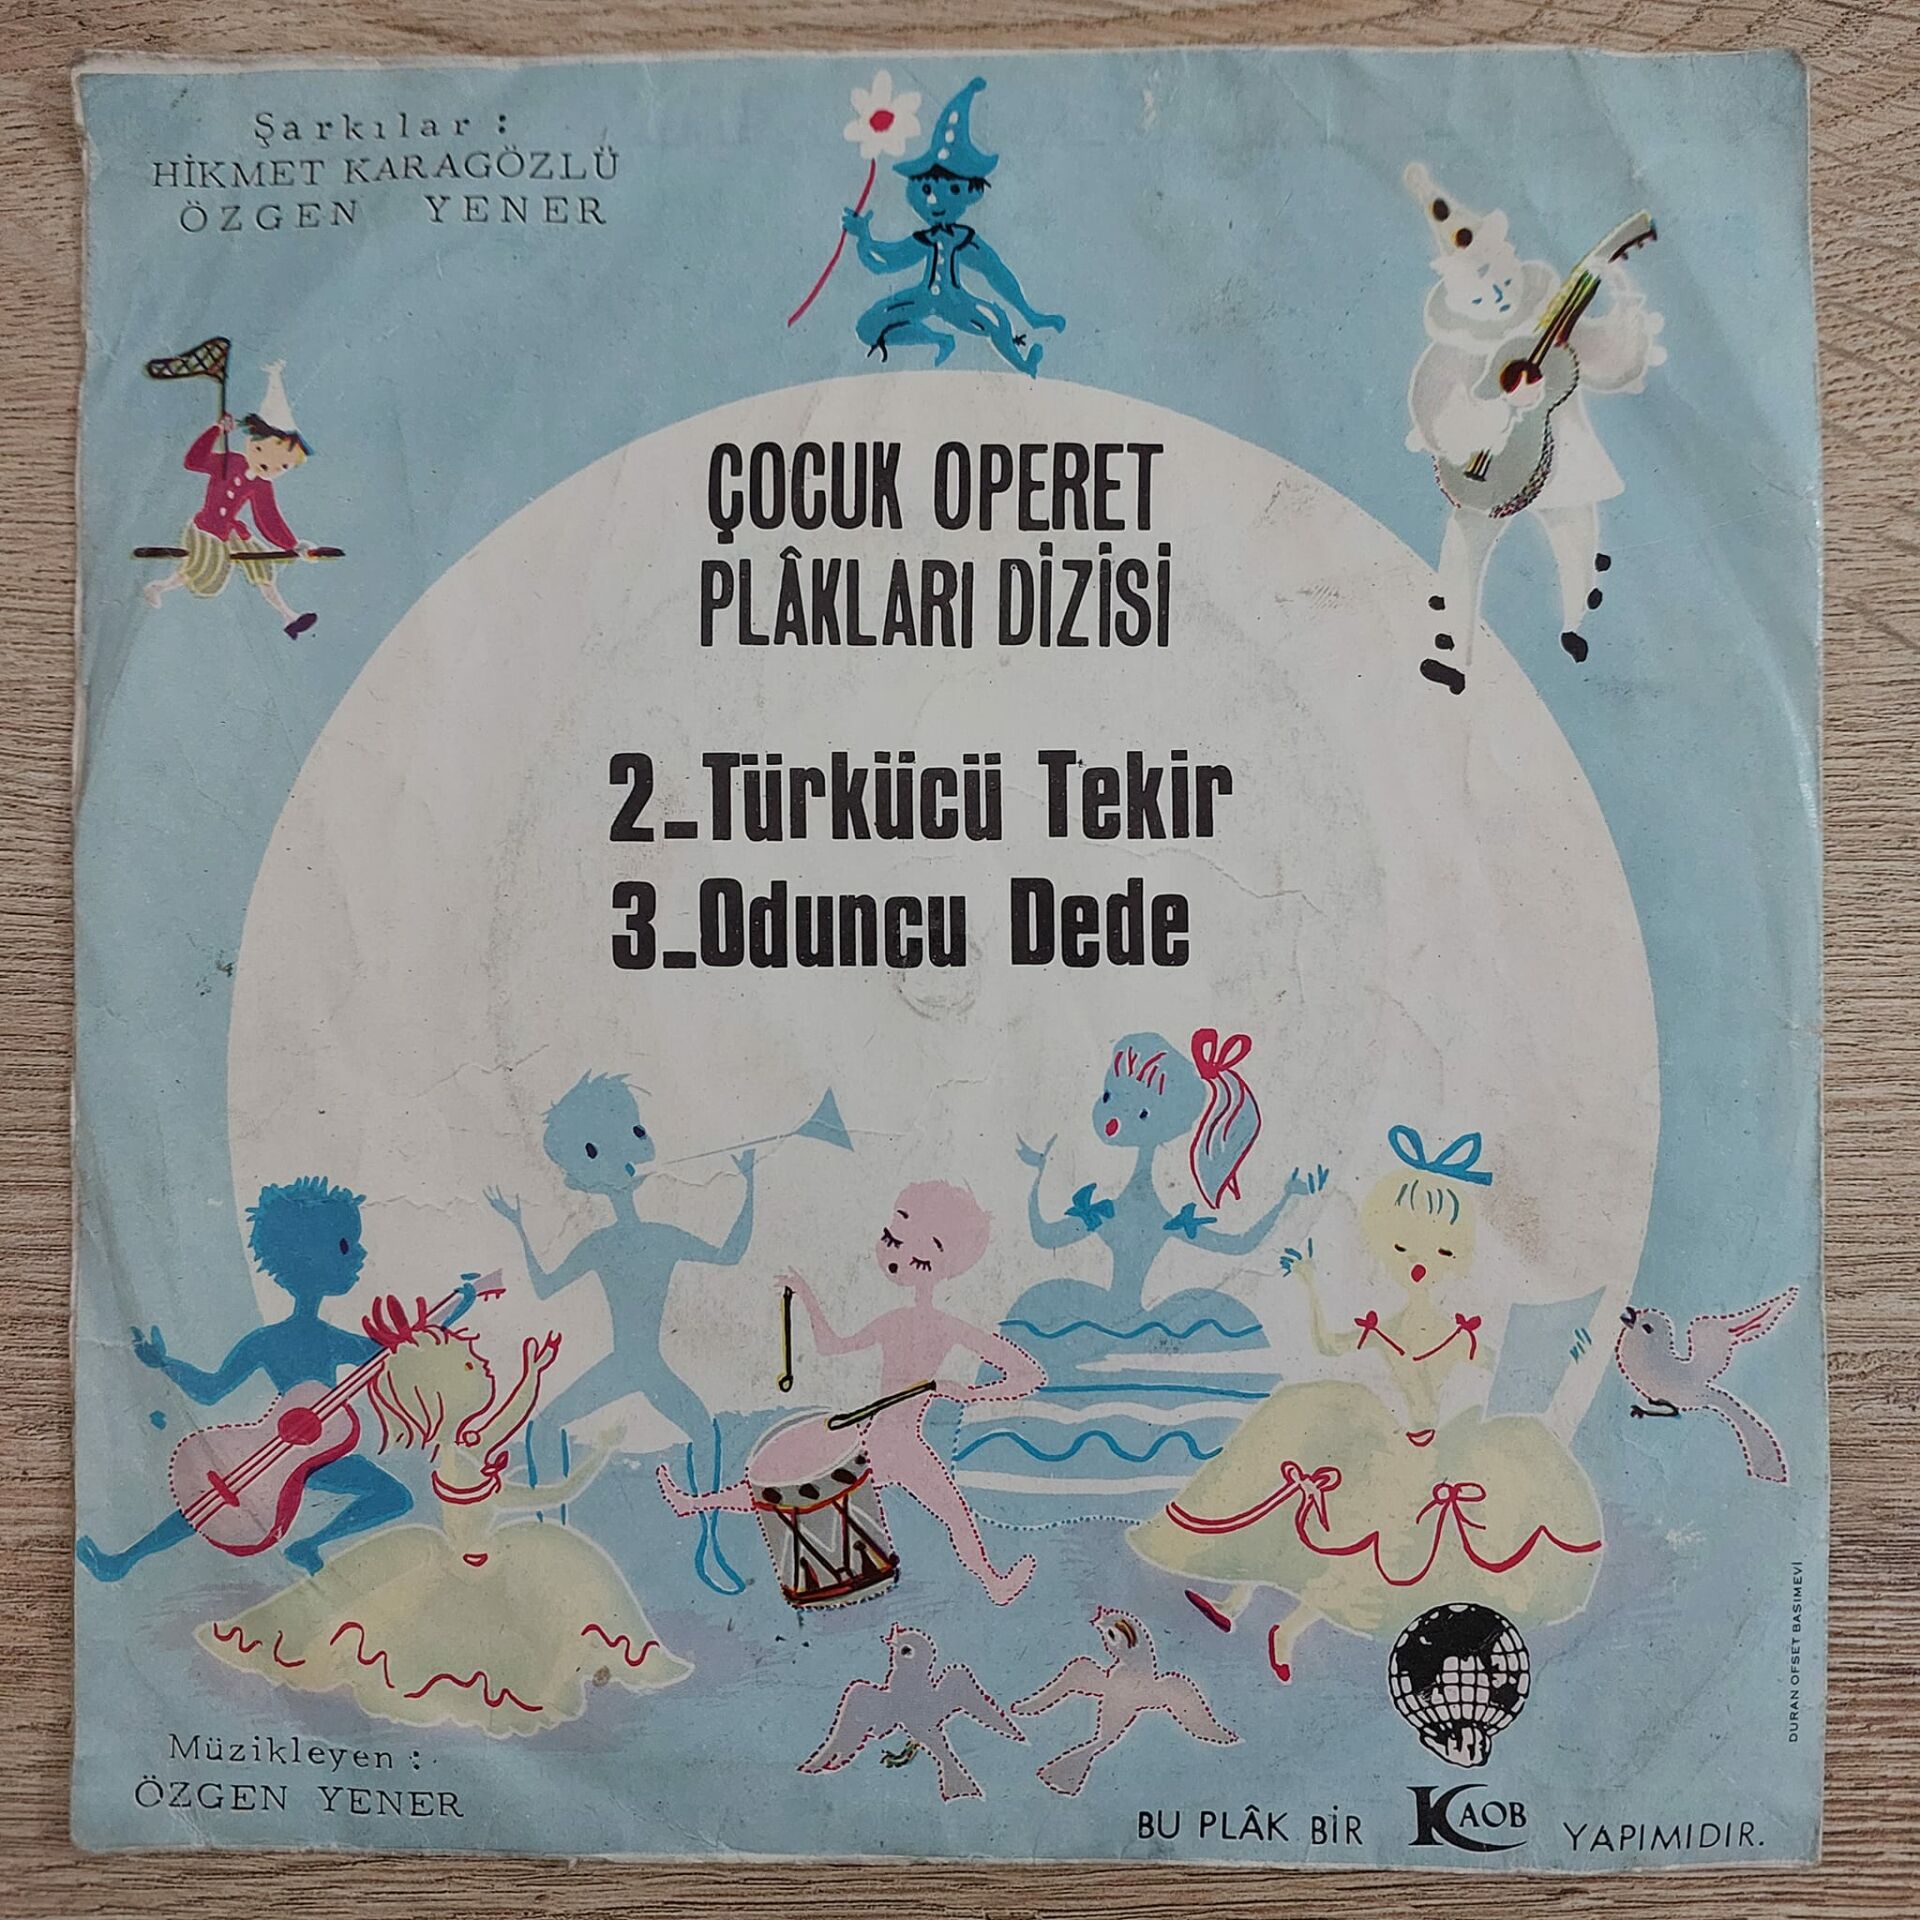 Şarkılar :
HİKMET KARAGÖZLÜ
ÖZGEN YENER
ÇOCUK OPERET
PLÂKLARI DİZİSİ
2_Türkücü Tekir
3_Oduncu Dede
Müzikleyen :
ÖZGEN YENER
BU PLÂK BİR KAOB YAPIMIDIR.
DURAN OFSET BASIMEVİ